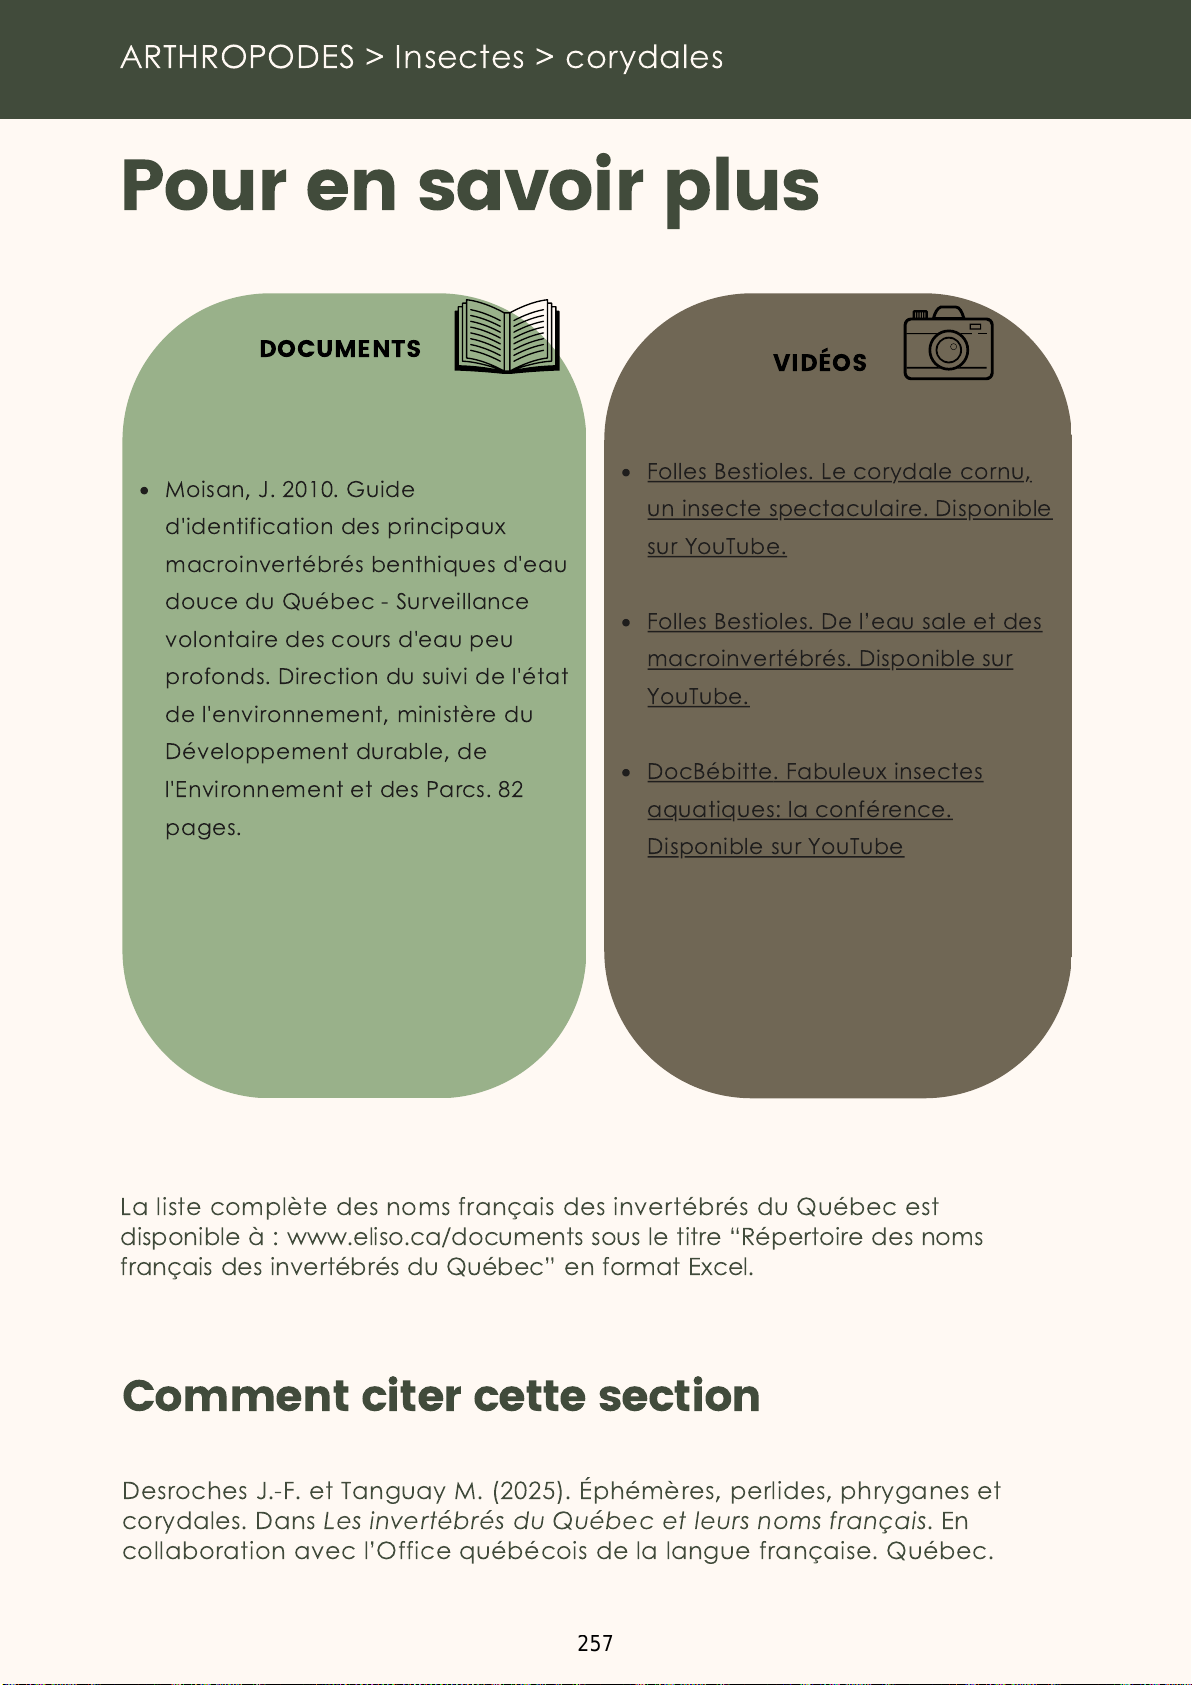 ARTHROPODES > Insectes > corydales
Pour en savoir plus
DOCUMENTS
• Moisan, J. 2010. Guide
d'identification des principaux
macroinvertébrés benthiques d'eau
douce du Québec - Surveillance
volontaire des cours d'eau peu
profonds. Direction du suivi de l'état
de l'environnement, ministère du
Développement durable, de
l'Environnement et des Parcs. 82
pages.
VIDÉOS
• Folles Bestioles. Le corydale cornu,
un insecte spectaculaire. Disponible
sur YouTube.
• Folles Bestioles. De l’eau sale et des
macroinvertébrés. Disponible sur
YouTube.
• DocBébitte. Fabuleux insectes
aquatiques: la conférence.
Disponible sur YouTube
La liste complète des noms français des invertébrés du Québec est
disponible à : www.eliso.ca/documents sous le titre “Répertoire des noms
français des invertébrés du Québec” en format Excel.
Comment citer cette section
Desroches J.-F. et Tanguay M. (2025). Éphémères, perlides, phryganes et
corydales. Dans Les invertébrés du Québec et leurs noms français. En
collaboration avec l’Office québécois de la langue française. Québec.
257